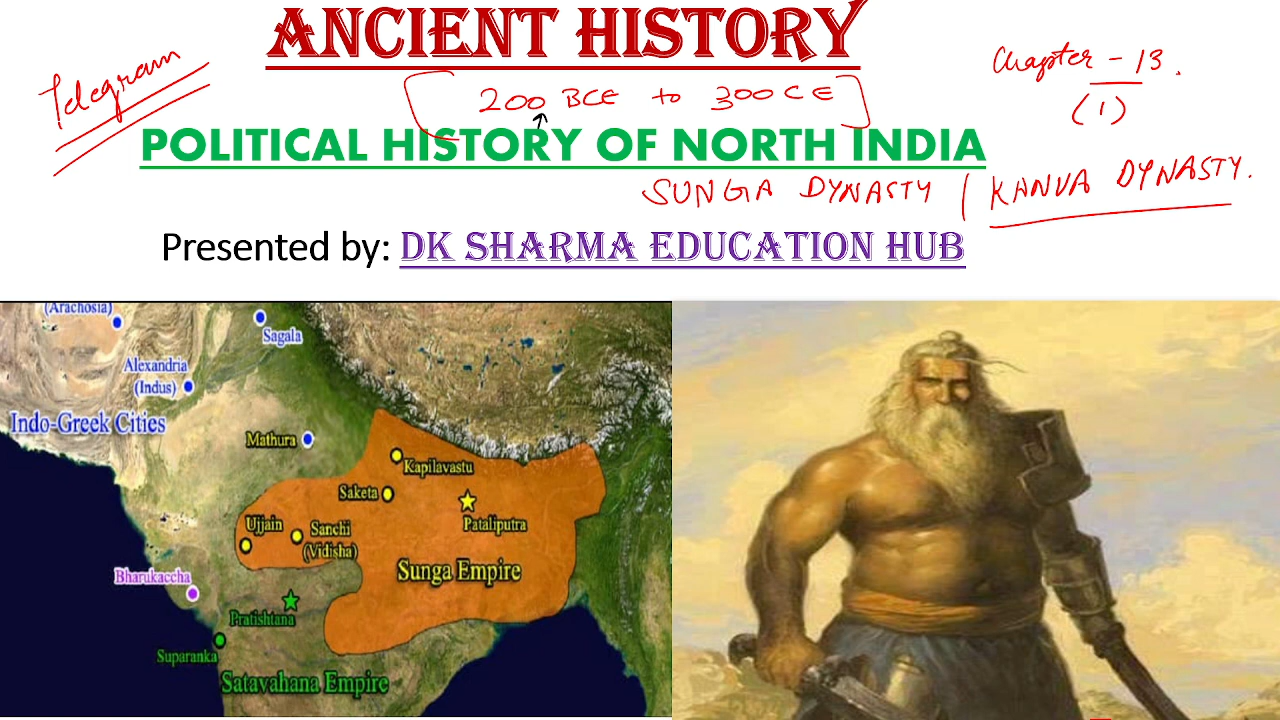 ANCIENT HISTORY
Telegram
Chapter - 13.
(1)
[200 BCE to 300 CE]
POLITICAL HISTORY OF NORTH INDIA
SUNGA DYNASTY / KANVA DYNASTY.
Presented by: DK SHARMA EDUCATION HUB
(Arachosia)
Sagala
Alexandria
(Indus)
Indo-Greek Cities
Mathura
Kapilavastu
Saketa
Pataliputra
Ujjain
Sanchi
(Vidisha)
Sunga Empire
Bharukaccha
Pratishtana
Suparanka
Satavahana Empire